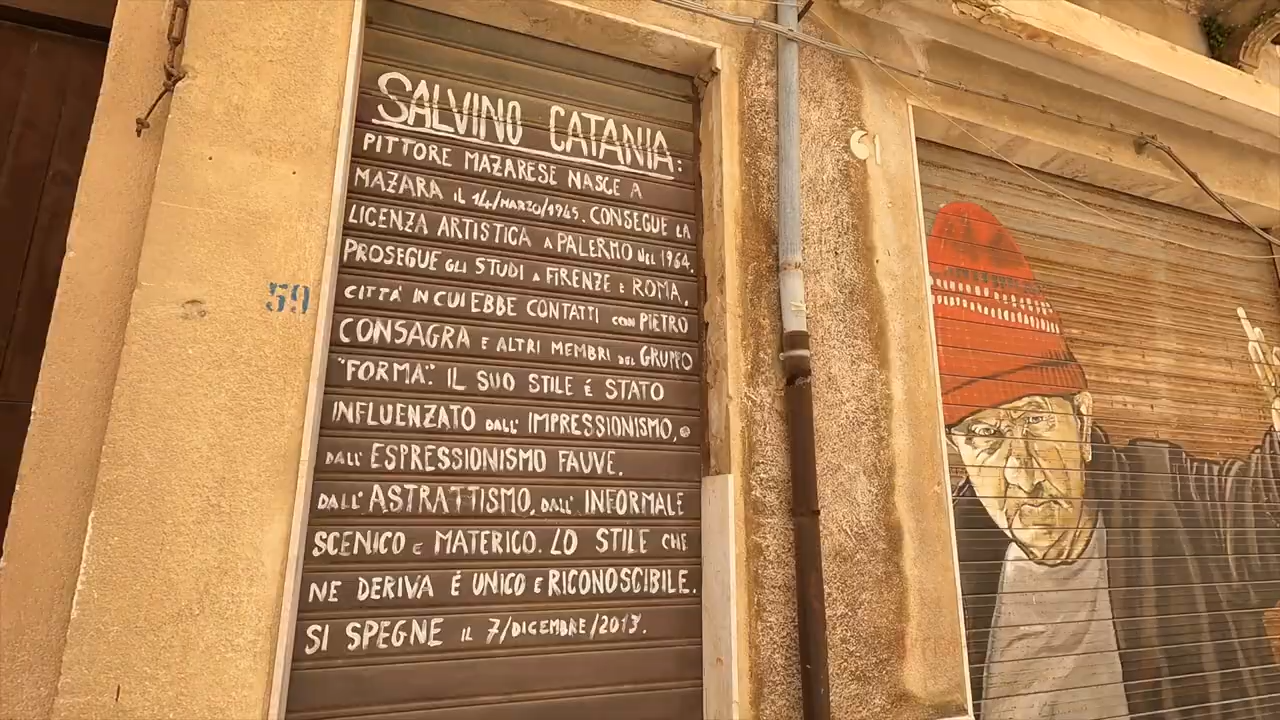 SALVINO CATANIA:
PITTORE MAZARESE NASCE A
MAZARA IL 14/MARZO/1945. CONSEGUE LA
LICENZA ARTISTICA A PALERMO NEL 1964.
PROSEGUE GLI STUDI A FIRENZE E ROMA,
CITTA' IN CUI EBBE CONTATTI CON PIETRO
CONSAGRA E ALTRI MEMBRI DEL GRUPPO
"FORMA". IL SUO STILE É STATO
INFLUENZATO DALL' IMPRESSIONISMO,
DALL' ESPRESSIONISMO FAUVE.
DALL' ASTRATTISMO, DALL' INFORMALE
SCENICO E MATERICO. LO STILE CHE
NE DERIVA É UNICO E RICONOSCIBILE.
SI SPEGNE IL 7/DICEMBRE/2013.
59
61